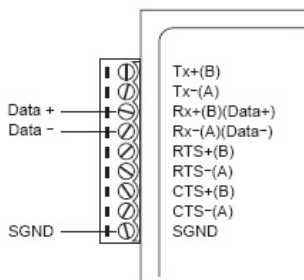 Tx+(B)
Tx−(A)
Data + Rx+(B)(Data+)
Data − Rx−(A)(Data−)
RTS+(B)
RTS−(A)
CTS+(B)
CTS−(A)
SGND SGND